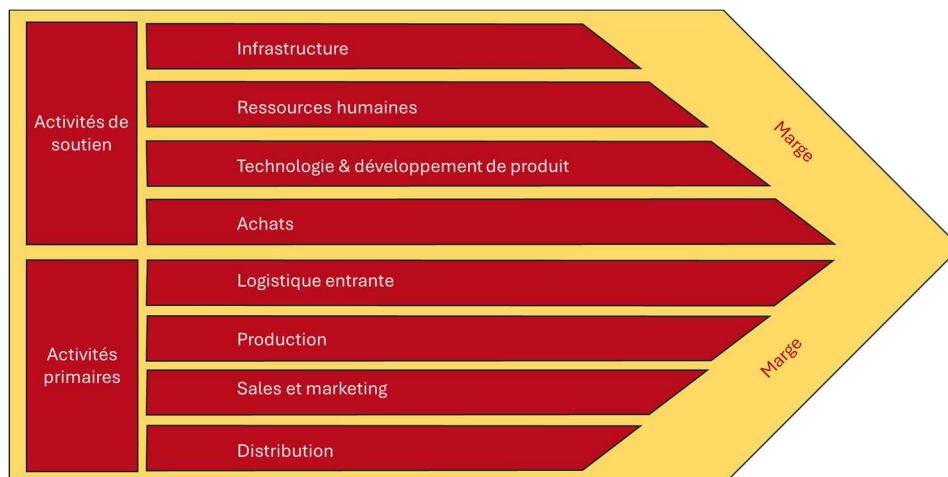 Activités de
soutien
Infrastructure
Ressources humaines
Technologie & développement de produit
Achats
Marge
Activités
primaires
Logistique entrante
Production
Sales et marketing
Distribution
Marge